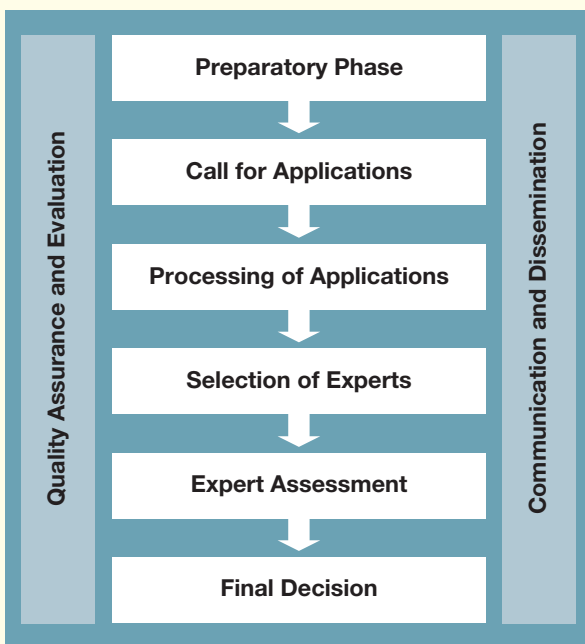 Quality Assurance and Evaluation
Preparatory Phase
Call for Applications
Processing of Applications
Selection of Experts
Expert Assessment
Final Decision
Communication and Dissemination